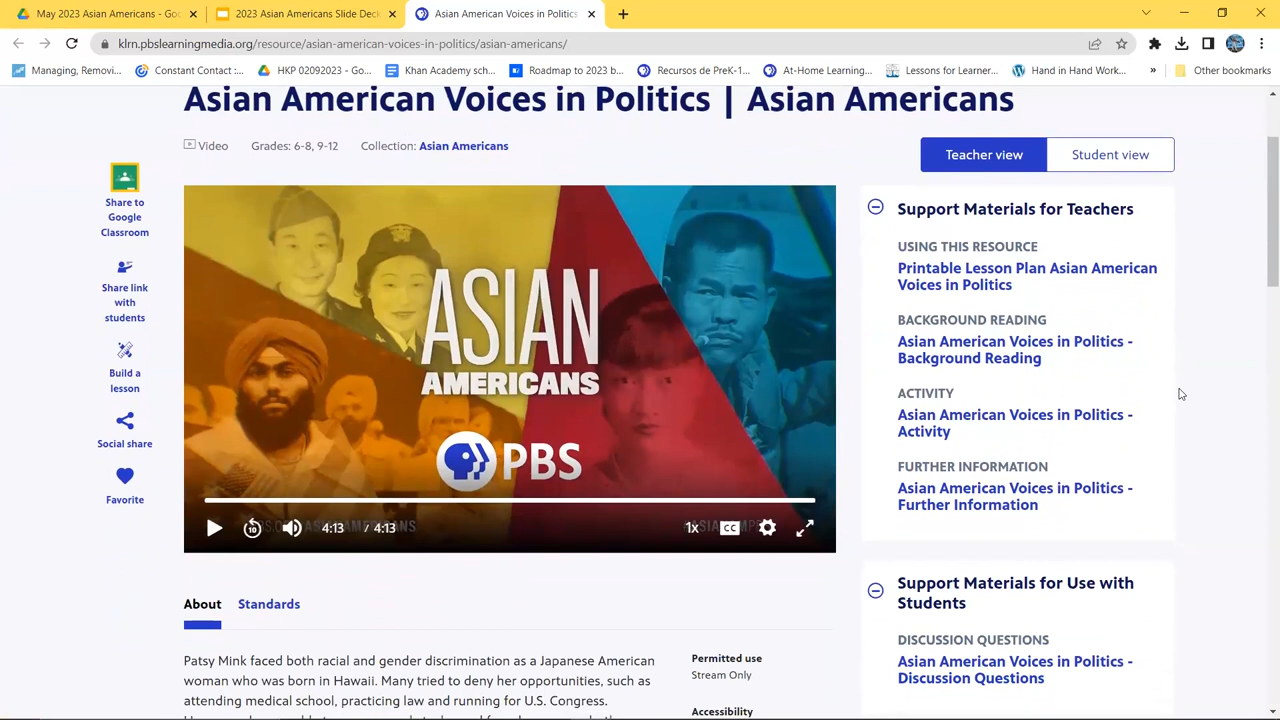 May 2023 Asian Americans - Goo
2023 Asian Americans Slide Deck
Asian American Voices in Politics
klrn.pbslearningmedia.org/resource/asian-american-voices-in-politics/asian-americans/
Managing, Removi...
Constant Contact :...
HKP 02092023 - Go...
Khan Academy sch...
Roadmap to 2023 b...
Recursos de PreK-1...
At-Home Learning...
Lessons for Learner...
Hand in Hand Work...
»
Other bookmarks
Asian American Voices in Politics | Asian Americans
Video Grades: 6-8, 9-12 Collection: Asian Americans
Teacher view Student view
Share to
Google
Classroom
Share link
with
students
Build a
lesson
Social share
Favorite
ASIAN
AMERICANS
PBS
10
4:13 / 4:13
1x CC
Support Materials for Teachers
USING THIS RESOURCE
Printable Lesson Plan Asian American
Voices in Politics
BACKGROUND READING
Asian American Voices in Politics -
Background Reading
ACTIVITY
Asian American Voices in Politics -
Activity
FURTHER INFORMATION
Asian American Voices in Politics -
Further Information
Support Materials for Use with
Students
DISCUSSION QUESTIONS
Asian American Voices in Politics -
Discussion Questions
About Standards
Patsy Mink faced both racial and gender discrimination as a Japanese American
woman who was born in Hawaii. Many tried to deny her opportunities, such as
attending medical school, practicing law and running for U.S. Congress.
Permitted use
Stream Only
Accessibility